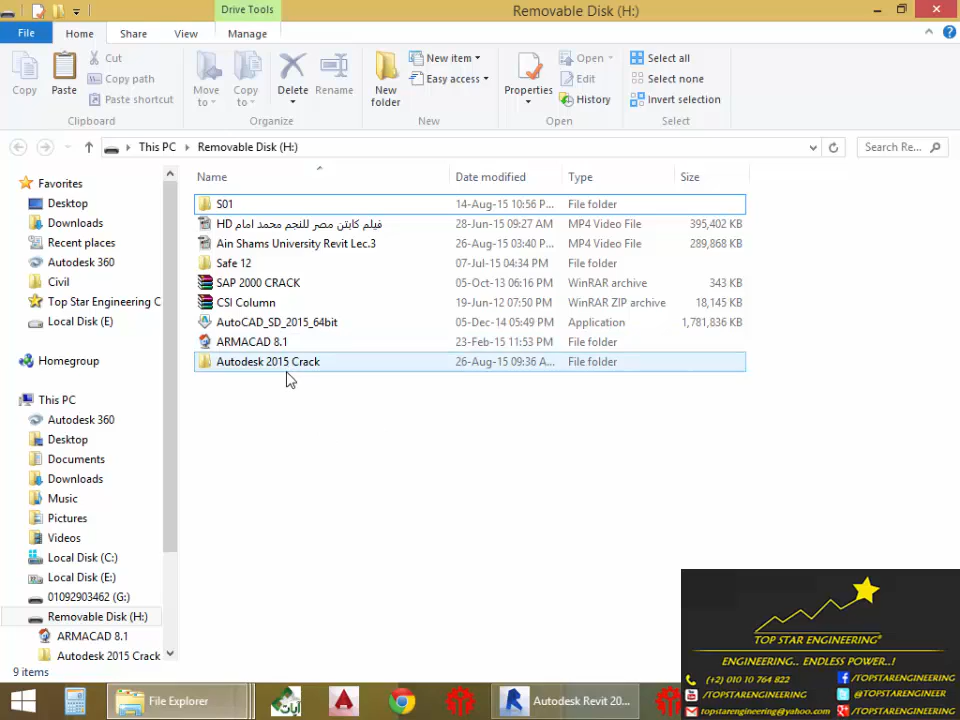 Drive Tools
Removable Disk (H:)
File
Home
Share
View
Manage
Copy
Paste
Cut
Copy path
Paste shortcut
Clipboard
Move to
Copy to
Delete
Rename
Organize
New folder
New item
Easy access
New
Properties
Open
Edit
History
Open
Select all
Select none
Invert selection
Select
This PC
Removable Disk (H:)
Search Re...
Name
Date modified
Type
Size
S01 14-Aug-15 10:56 P... File folder
فيلم كابتن مصر للنجم محمد امام HD 28-Jun-15 09:27 AM MP4 Video File 395,402 KB
Ain Shams University Revit Lec.3 26-Aug-15 03:40 P... MP4 Video File 289,868 KB
Safe 12 07-Jul-15 04:34 PM File folder
SAP 2000 CRACK 05-Oct-13 06:16 PM WinRAR archive 343 KB
CSI Column 19-Jun-12 07:50 PM WinRAR ZIP archive 18,145 KB
AutoCAD_SD_2015_64bit 05-Dec-14 05:49 PM Application 1,781,836 KB
ARMACAD 8.1 23-Feb-15 11:53 PM File folder
Autodesk 2015 Crack 26-Aug-15 09:36 A... File folder
Favorites
Desktop
Downloads
Recent places
Autodesk 360
Civil
Top Star Engineering C
Local Disk (E)
Homegroup
This PC
Autodesk 360
Desktop
Documents
Downloads
Music
Pictures
Videos
Local Disk (C:)
Local Disk (E:)
01092903462 (G:)
Removable Disk (H:)
ARMACAD 8.1
Autodesk 2015 Crack
9 items
TOP STAR ENGINEERING
ENGINEERING.. ENDLESS POWER..!
(+2) 010 10 764 822
/TOPSTARENGINEERING
/TOPSTARENGINEERING
@TOPSTARENGINEER
topstarengineering@yahoo.com
/TOPSTARENGINEERING
File Explorer
Autodesk Revit 20...